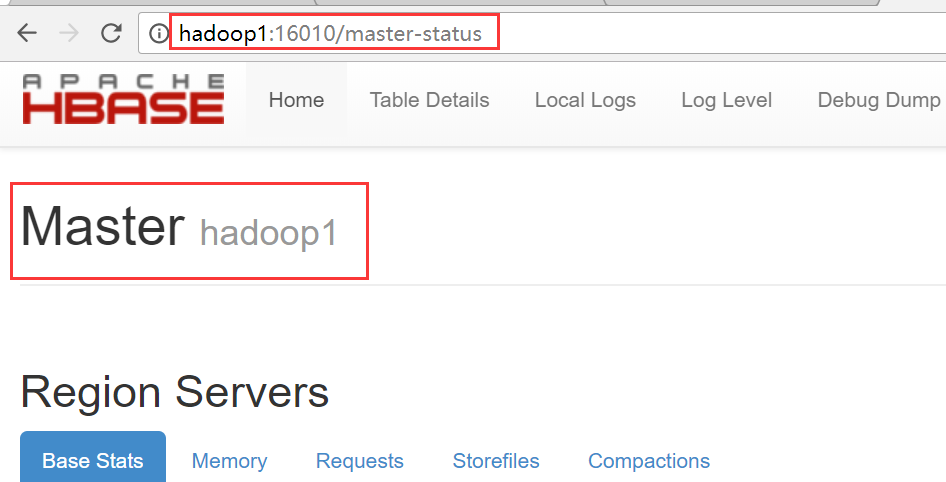 hadoop1:16010/master-status
APACHE
HBASE
Home Table Details Local Logs Log Level Debug Dump
Master hadoop1
Region Servers
Base Stats Memory Requests Storefiles Compactions